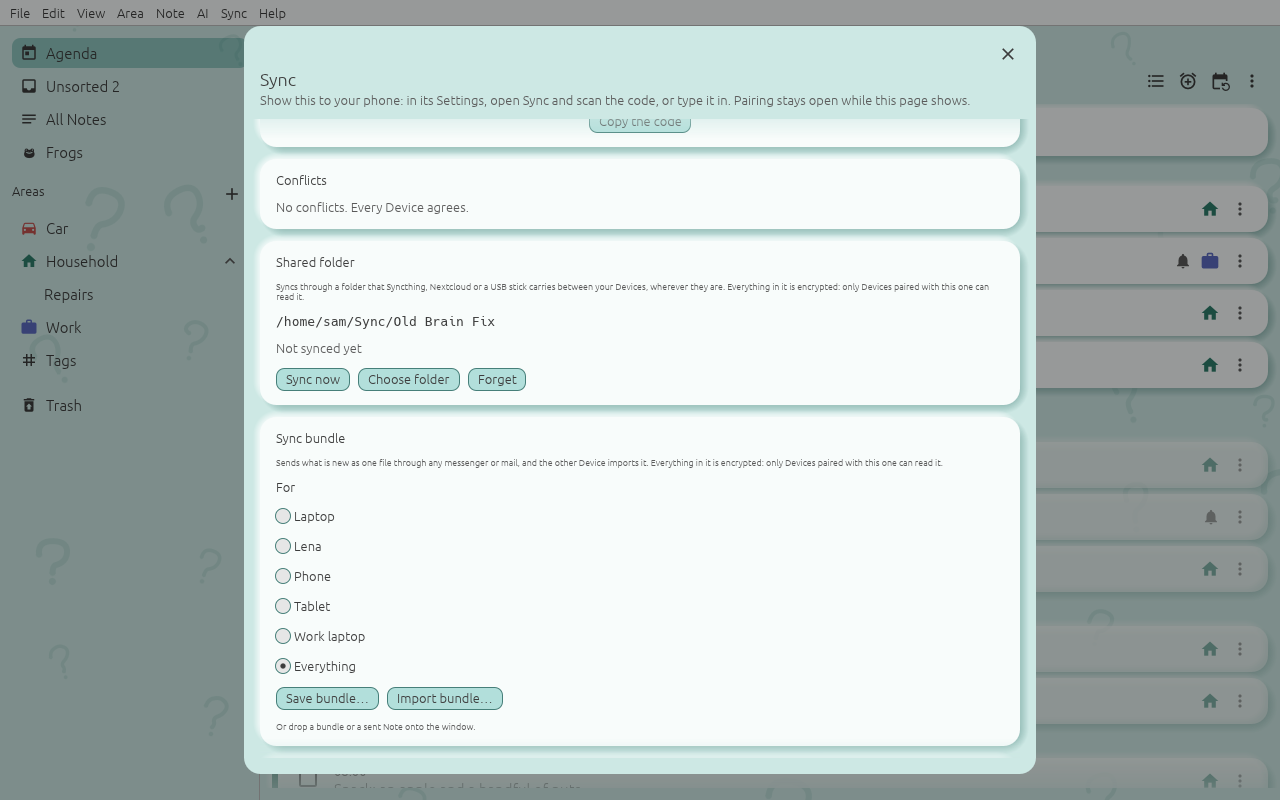 File Edit View Area Note AI Sync Help
Agenda
Unsorted 2
All Notes
Frogs
Areas
Car
Household
Repairs
Work
Tags
Trash
Sync
Show this to your phone: in its Settings, open Sync and scan the code, or type it in. Pairing stays open while this page shows.
Copy the code
Conflicts
No conflicts. Every Device agrees.
Shared folder
Syncs through a folder that Syncthing, Nextcloud or a USB stick carries between your Devices, wherever they are. Everything in it is encrypted: only Devices paired with this one can
read it.
/home/sam/Sync/Old Brain Fix
Not synced yet
Sync now Choose folder Forget
Sync bundle
Sends what is new as one file through any messenger or mail, and the other Device imports it. Everything in it is encrypted: only Devices paired with this one can read it.
For
Laptop
Lena
Phone
Tablet
Work laptop
Everything
Save bundle... Import bundle...
Or drop a bundle or a sent Note onto the window.